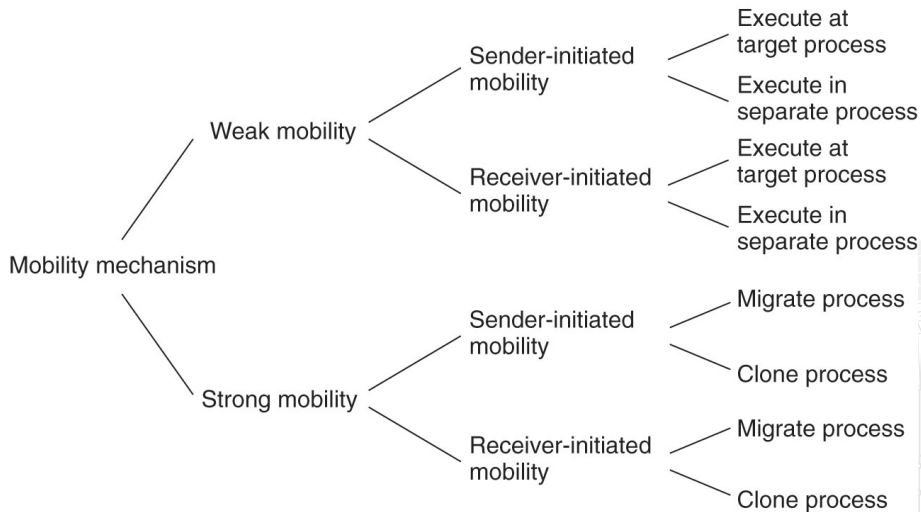 Mobility mechanism
Weak mobility
Sender-initiated
mobility
Execute at
target process
Execute in
separate process
Receiver-initiated
mobility
Execute at
target process
Execute in
separate process
Strong mobility
Sender-initiated
mobility
Migrate process
Clone process
Receiver-initiated
mobility
Migrate process
Clone process